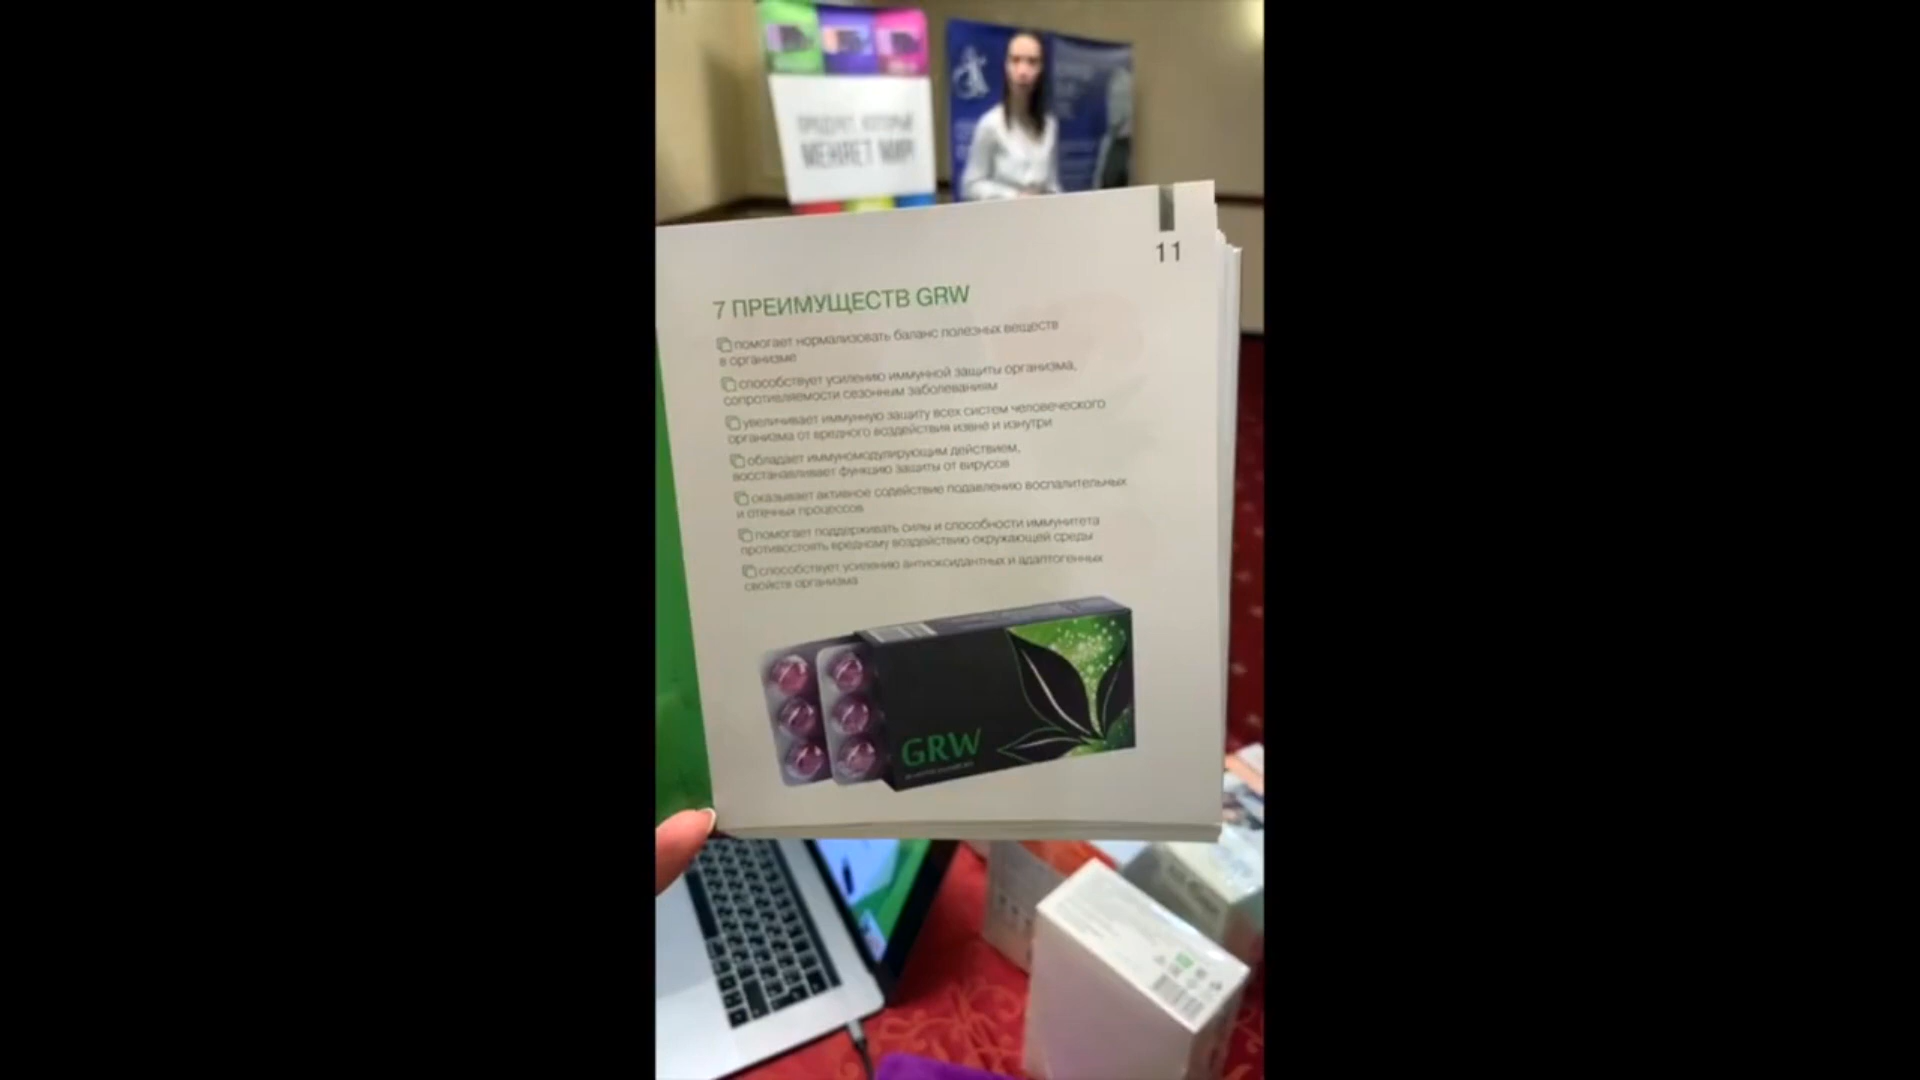 ПРОДУКТ, КОТОРЫЙ
МЕНЯЕТ МИР!
11
7 ПРЕИМУЩЕСТВ GRW
помогает нормализовать баланс полезных веществ
в организме
способствует усилению иммунной защиты организма,
сопротивляемости сезонным заболеваниям
увеличивает иммунную защиту всех систем человеческого
организма от вредного воздействия извне и изнутри
обладает иммуномодулирующим действием,
восстанавливает функцию защиты от вирусов
оказывает активное содействие подавлению воспалительных
и отечных процессов
помогает поддерживать силы и способности иммунитета
противостоять вредному воздействию окружающей среды
способствует усилению антиоксидантных и адаптогенных
свойств организма
GRW